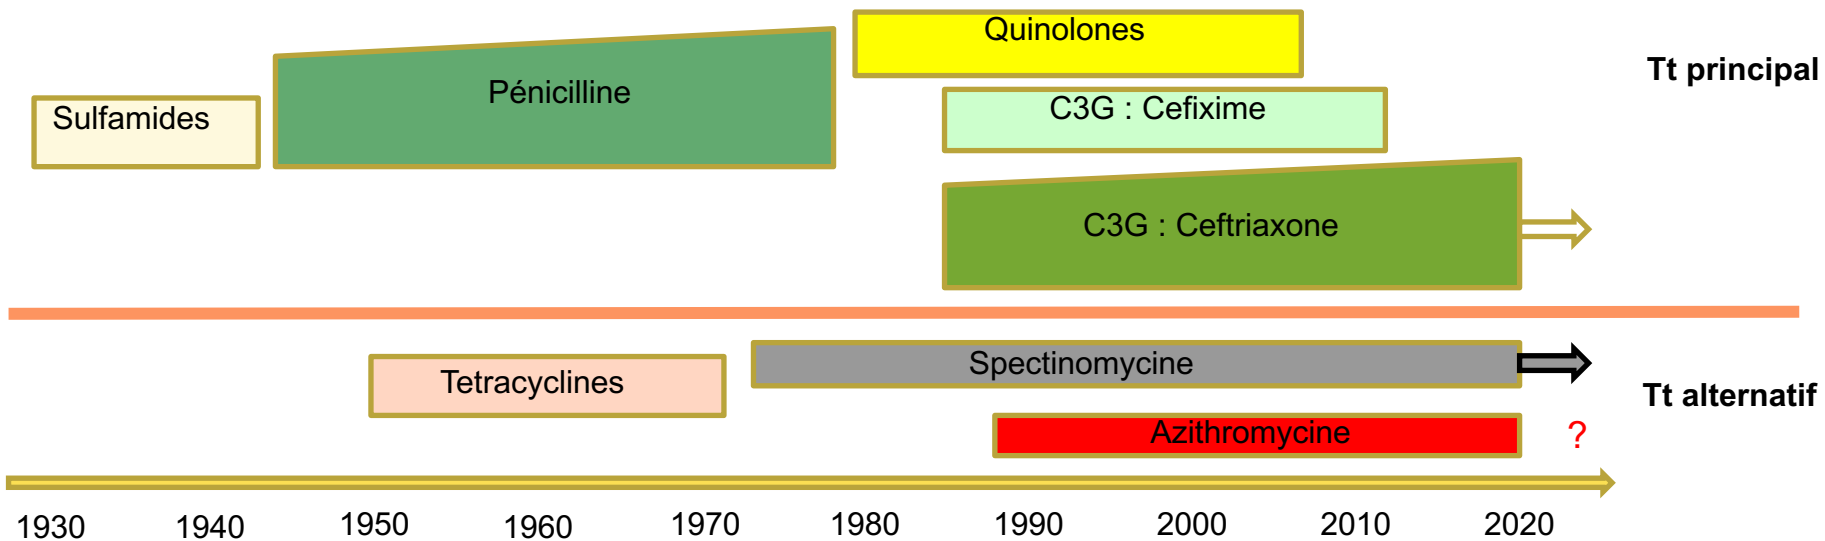 Quinolones
Tt principal
Pénicilline
C3G : Cefixime
Sulfamides
C3G : Ceftriaxone
Spectinomycine
Tetracyclines
Tt alternatif
Azithromycine
?
1930 1940 1950 1960 1970 1980 1990 2000 2010 2020